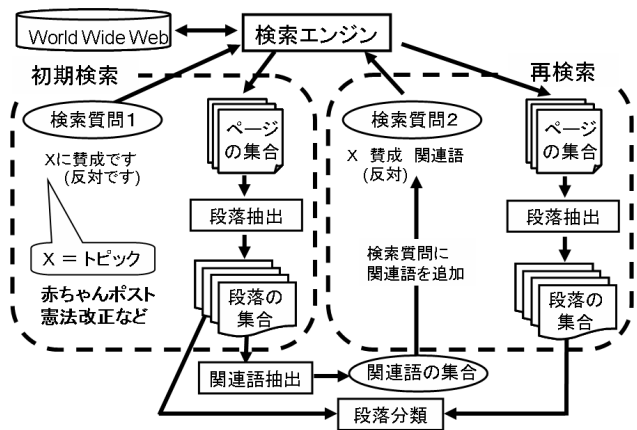 World Wide Web
検索エンジン
初期検索
検索質問1
Xに賛成です
(反対です)
X = トピック
赤ちゃんポスト
憲法改正など
ページ
の集合
段落抽出
段落の
集合
関連語抽出
再検索
検索質問2
X 賛成 関連語
(反対)
検索質問に
関連語を追加
関連語の集合
ページ
の集合
段落抽出
段落の
集合
段落分類